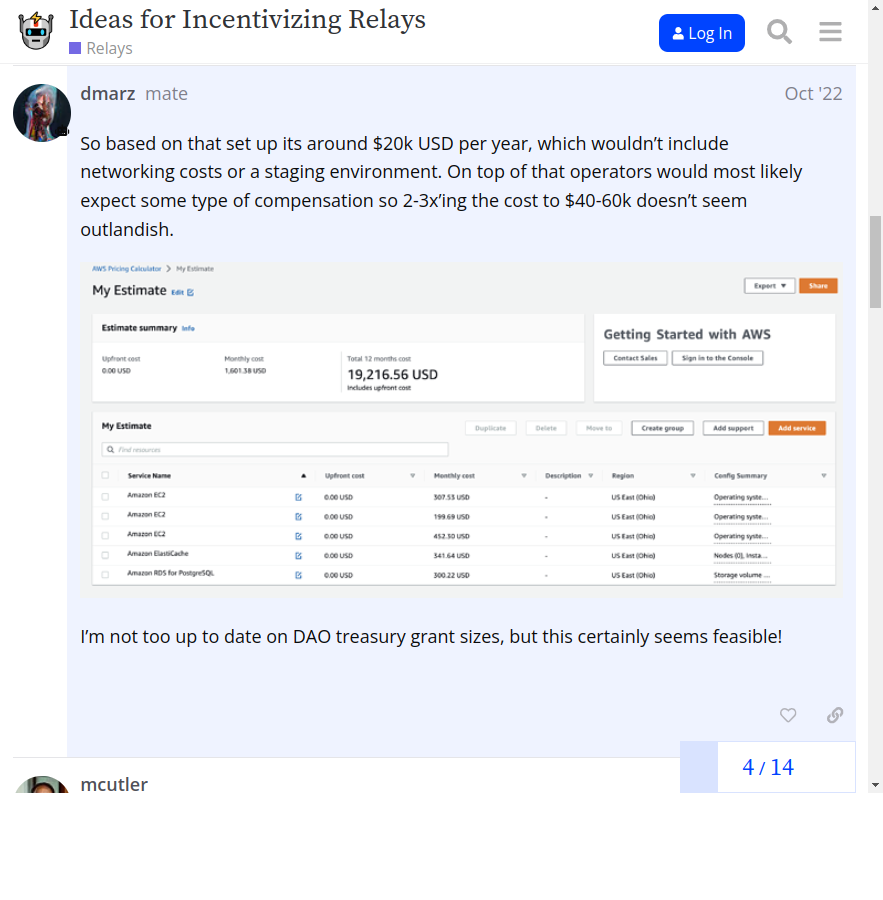 Ideas for Incentivizing Relays
Relays
Log In
dmarz mate Oct '22
So based on that set up its around $20k USD per year, which wouldn’t include
networking costs or a staging environment. On top of that operators would most likely
expect some type of compensation so 2-3x’ing the cost to $40-60k doesn’t seem
outlandish.
AWS Pricing Calculator > My Estimate
My Estimate Edit
Export ▼ Share
Estimate summary Info
Upfront cost Monthly cost Total 12 months cost
0.00 USD 1,601.38 USD 19,216.56 USD
Includes upfront cost
Getting Started with AWS
Contact Sales Sign in to the Console
My Estimate Duplicate Delete Move to Create group Add support Add service
Find resources
Service Name Upfront cost Monthly cost Description Region Config Summary
Amazon EC2 0.00 USD 307.53 USD - US East (Ohio) Operating syste...
Amazon EC2 0.00 USD 199.69 USD - US East (Ohio) Operating syste...
Amazon EC2 0.00 USD 452.30 USD - US East (Ohio) Operating syste...
Amazon ElastiCache 0.00 USD 341.64 USD - US East (Ohio) Nodes (0), Insta...
Amazon RDS for PostgreSQL 0.00 USD 300.22 USD - US East (Ohio) Storage volume ...
I’m not too up to date on DAO treasury grant sizes, but this certainly seems feasible!
4 / 14
mcutler